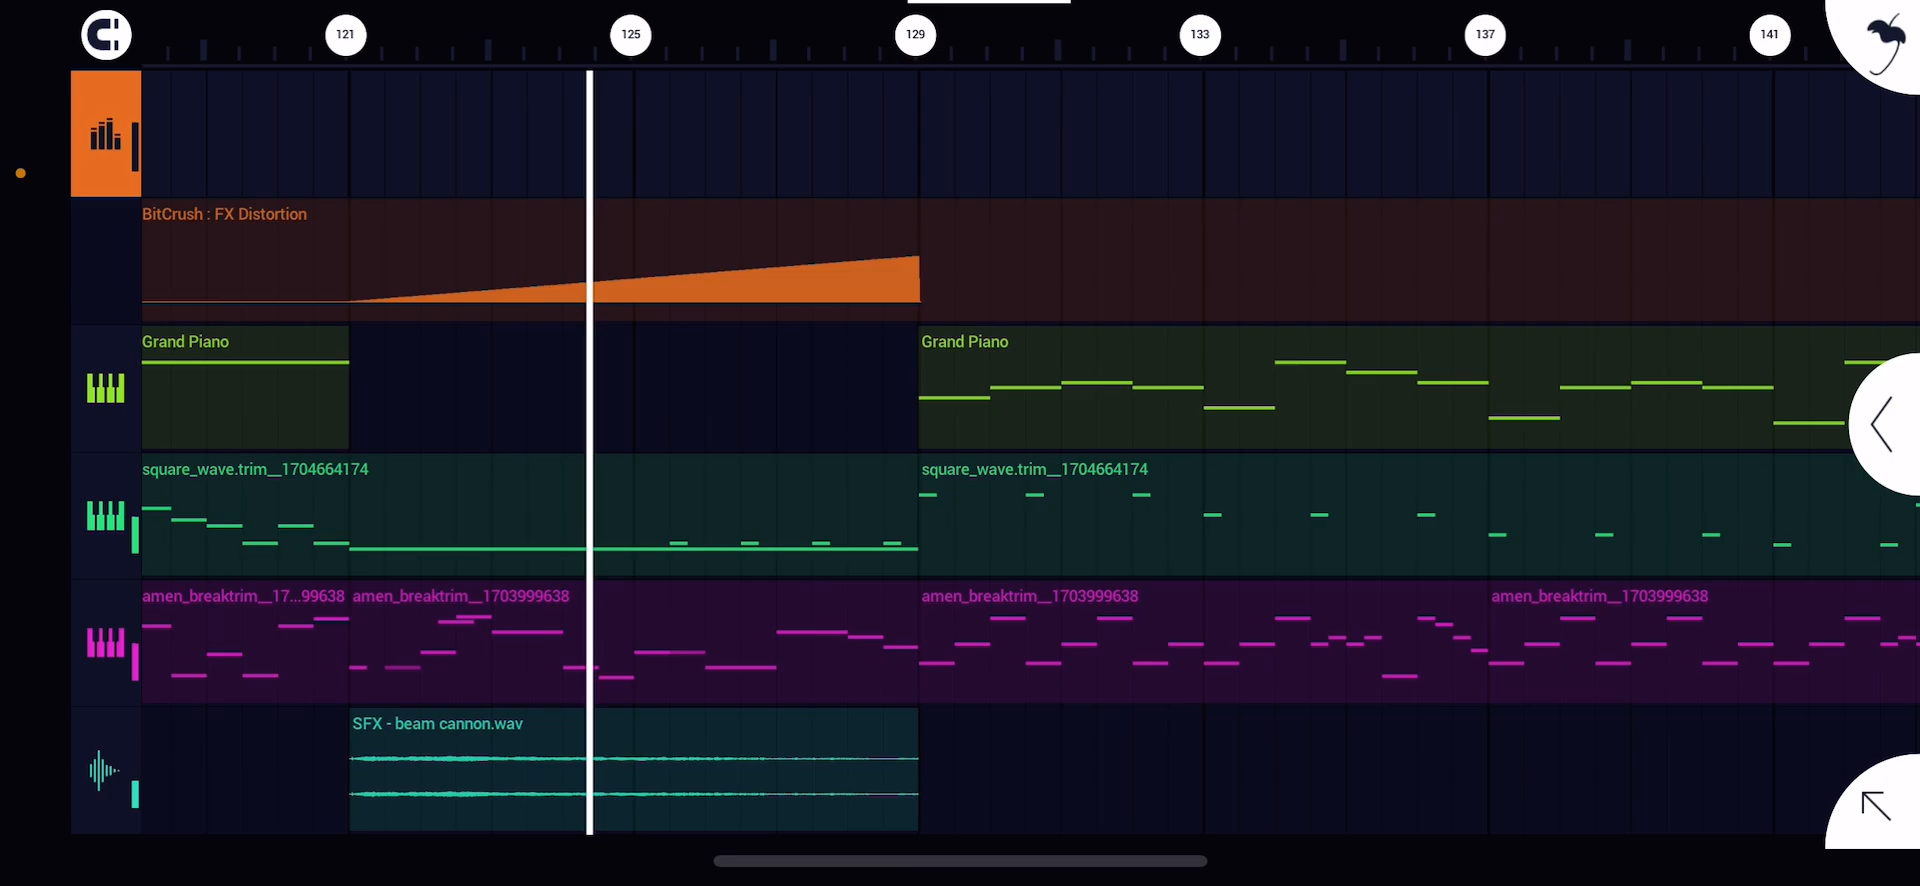 121 125 129 133 137 141
BitCrush : FX Distortion
Grand Piano Grand Piano
square_wave.trim__1704664174 square_wave.trim__1704664174
amen_breaktrim__17...99638 amen_breaktrim__1703999638 amen_breaktrim__1703999638 amen_breaktrim__1703999638
SFX - beam cannon.wav